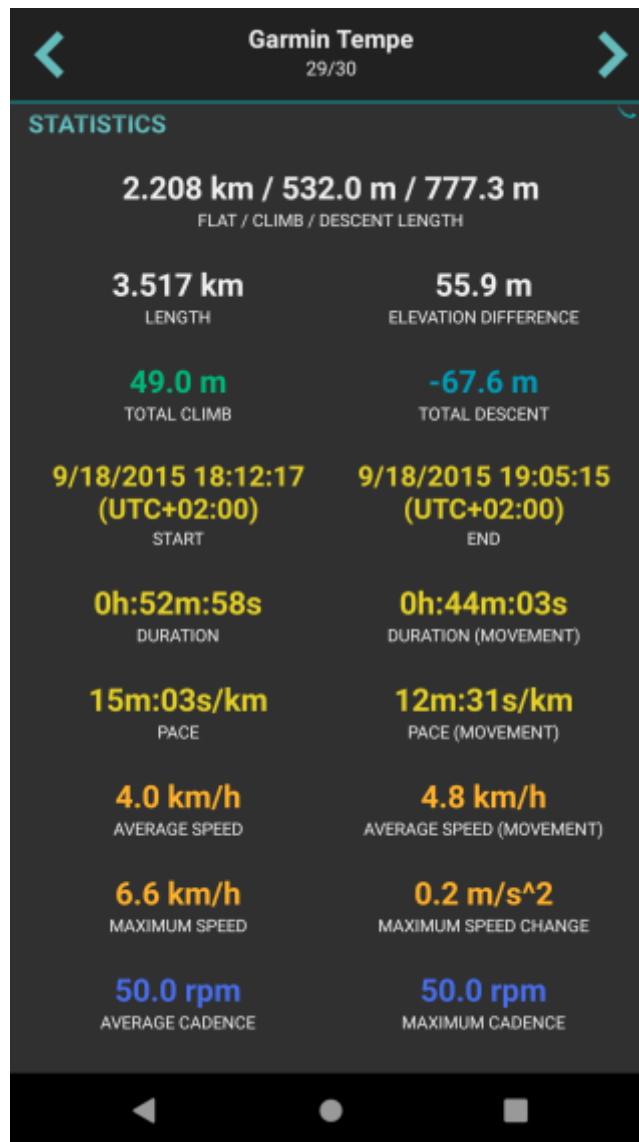 Garmin Tempe
29/30
STATISTICS
2.208 km / 532.0 m / 777.3 m
FLAT / CLIMB / DESCENT LENGTH
3.517 km
LENGTH
55.9 m
ELEVATION DIFFERENCE
49.0 m
TOTAL CLIMB
-67.6 m
TOTAL DESCENT
9/18/2015 18:12:17
(UTC+02:00)
START
9/18/2015 19:05:15
(UTC+02:00)
END
0h:52m:58s
DURATION
0h:44m:03s
DURATION (MOVEMENT)
15m:03s/km
PACE
12m:31s/km
PACE (MOVEMENT)
4.0 km/h
AVERAGE SPEED
4.8 km/h
AVERAGE SPEED (MOVEMENT)
6.6 km/h
MAXIMUM SPEED
0.2 m/s^2
MAXIMUM SPEED CHANGE
50.0 rpm
AVERAGE CADENCE
50.0 rpm
MAXIMUM CADENCE